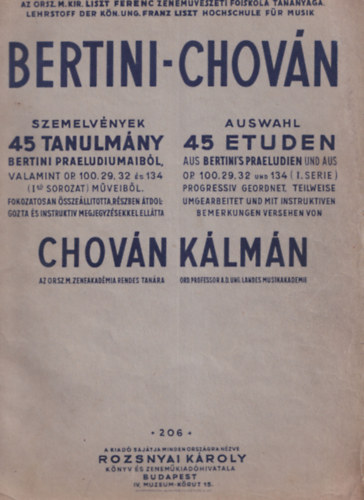 AZ ORSZ. M. KIR. LISZT FERENC ZENEMŰVÉSZETI FŐISKOLA TANANYAGA.
LEHRSTOFF DER KÖN. UNG. FRANZ LISZT HOCHSCHULE FÜR MUSIK
BERTINI-CHOVÁN
SZEMELVÉNYEK
45 TANULMÁNY
BERTINI PRAELUDIUMAIBÓL,
VALAMINT OP. 100. 29, 32 és 134
(1ső SOROZAT) MŰVEIBŐL.
FOKOZATOSAN ÖSSZEÁLLÍTOTTA, RÉSZBEN ÁTDOL-
GOZTA ÉS INSTRUKTIV MEGJEGYZÉSEKKEL ELLÁTTA
AUSWAHL
45 ETUDEN
AUS BERTINI'S PRAELUDIEN UND AUS
OP. 100. 29. 32 UND 134 (I. SERIE)
PROGRESSIV GEORDNET, TEILWEISE
UMGEARBEITET UND MIT INSTRUKTIVEN
BEMERKUNGEN VERSEHEN VON
CHOVÁN KÁLMÁN
AZ ORSZ. M. ZENEAKADÉMIA RENDES TANÁRA
ORD. PROFESSOR A. D. UNG. LANDES MUSIKAKADEMIE
• 206 •
A KIADÓ SAJÁTJA MINDEN ORSZÁGRA NÉZVE
ROZSNYAI KÁROLY
KÖNYV ÉS ZENEMŰKIADÓHIVATALA
BUDAPEST
IV. MUZEUM-KÖRUT 15.